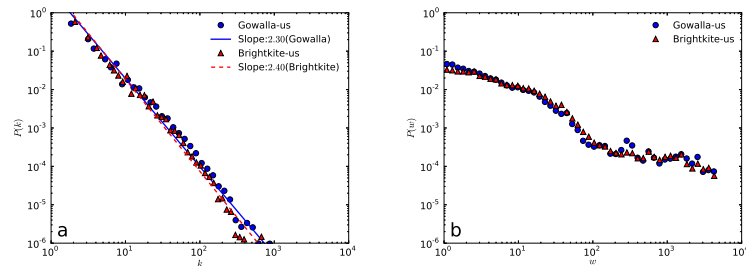 10^0
10^-1
10^-2
10^-3
10^-4
10^-5
10^-6
P(k)
Gowalla-us
Slope:2.30(Gowalla)
Brightkite-us
Slope:2.40(Brightkite)
a
10^0 10^1 10^2 10^3 10^4
k
10^0
10^-1
10^-2
10^-3
10^-4
10^-5
10^-6
P(w)
Gowalla-us
Brightkite-us
b
10^0 10^1 10^2 10^3 10^4
w